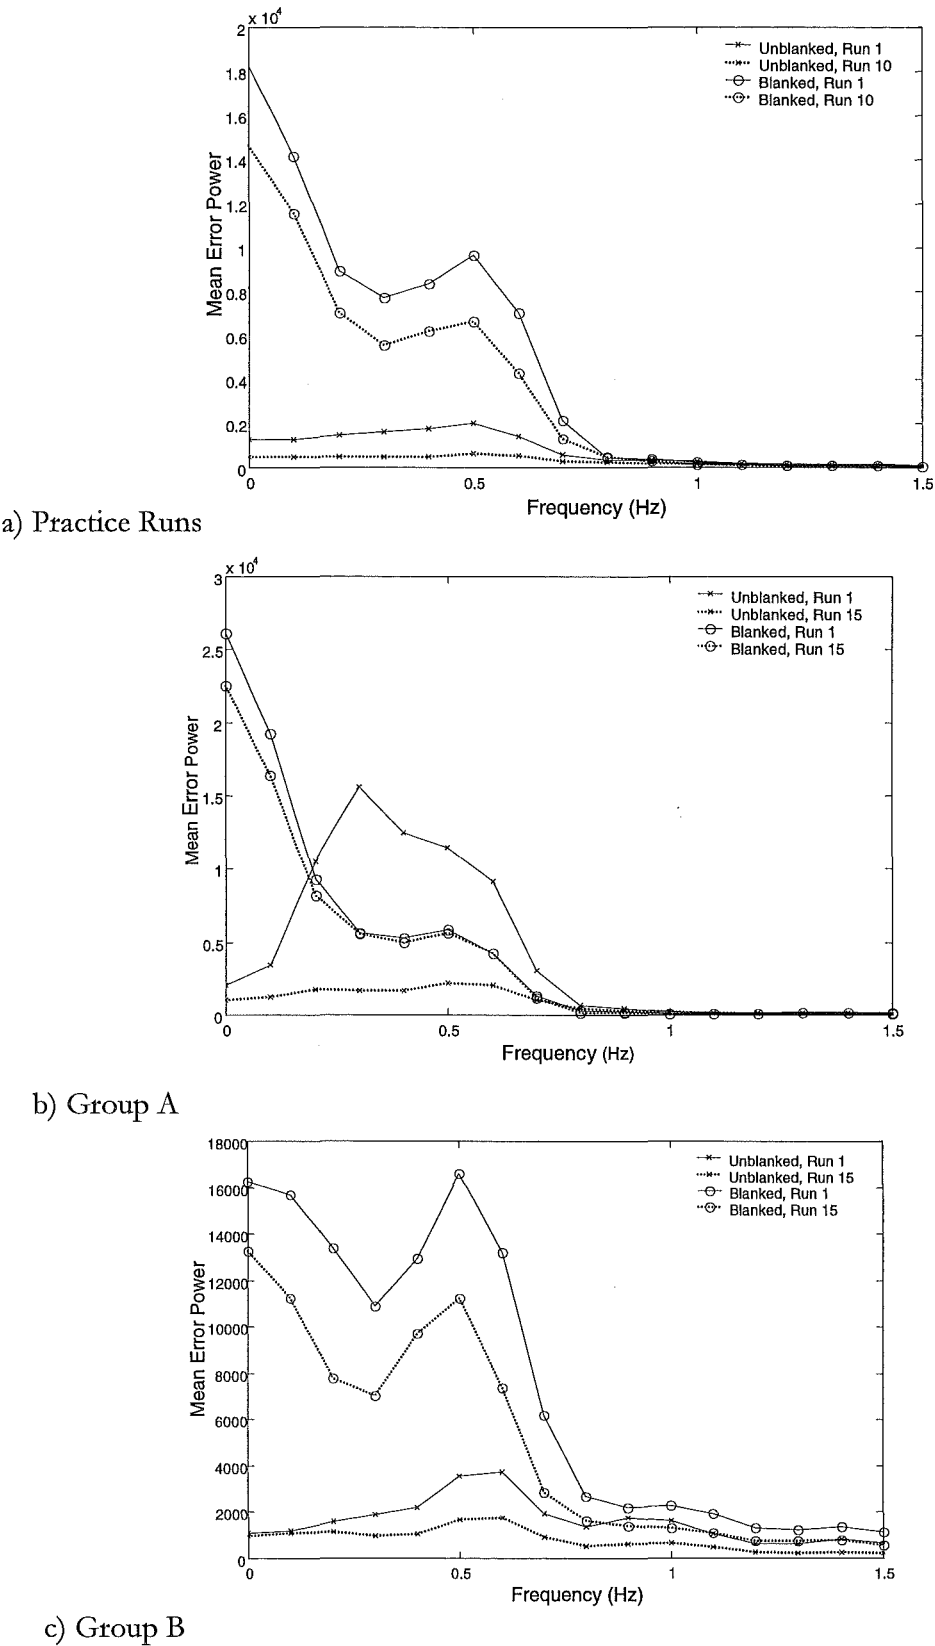 x 10⁴
2
1.8
1.6
1.4
1.2
1
0.8
0.6
0.4
0.2
0
Mean Error Power
Unblanked, Run 1
Unblanked, Run 10
Blanked, Run 1
Blanked, Run 10
0 0.5 1 1.5
Frequency (Hz)
a) Practice Runs
x 10⁴
3
2.5
2
1.5
1
0.5
0
Mean Error Power
Unblanked, Run 1
Unblanked, Run 15
Blanked, Run 1
Blanked, Run 15
0 0.5 1 1.5
Frequency (Hz)
b) Group A
18000
16000
14000
12000
10000
8000
6000
4000
2000
0
Mean Error Power
Unblanked, Run 1
Unblanked, Run 15
Blanked, Run 1
Blanked, Run 15
0 0.5 1 1.5
Frequency (Hz)
c) Group B